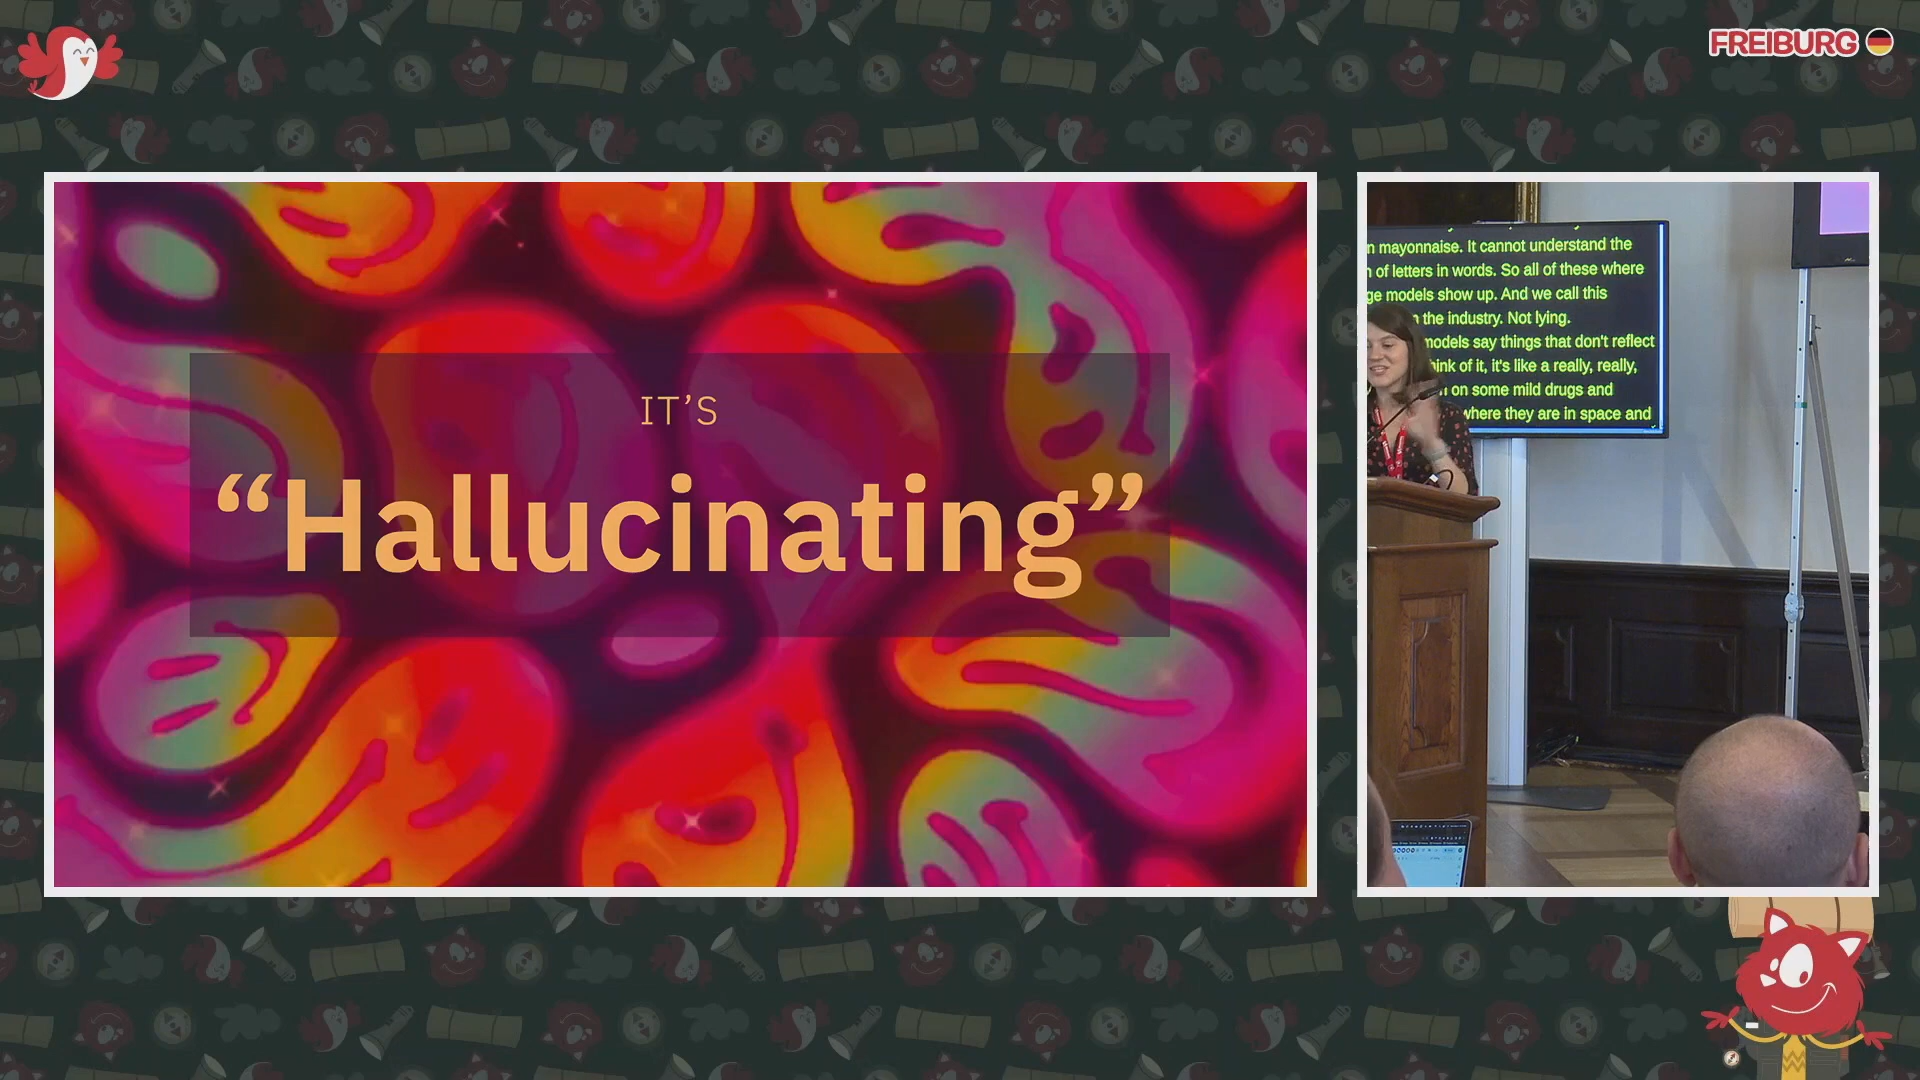 FREIBURG
IT’S
“Hallucinating”
n mayonnaise. It cannot understand the
of letters in words. So all of these where
ge models show up. And we call this
n the industry. Not lying.
models say things that don't reflect
ink of it, it's like a really, really,
on some mild drugs and
where they are in space and